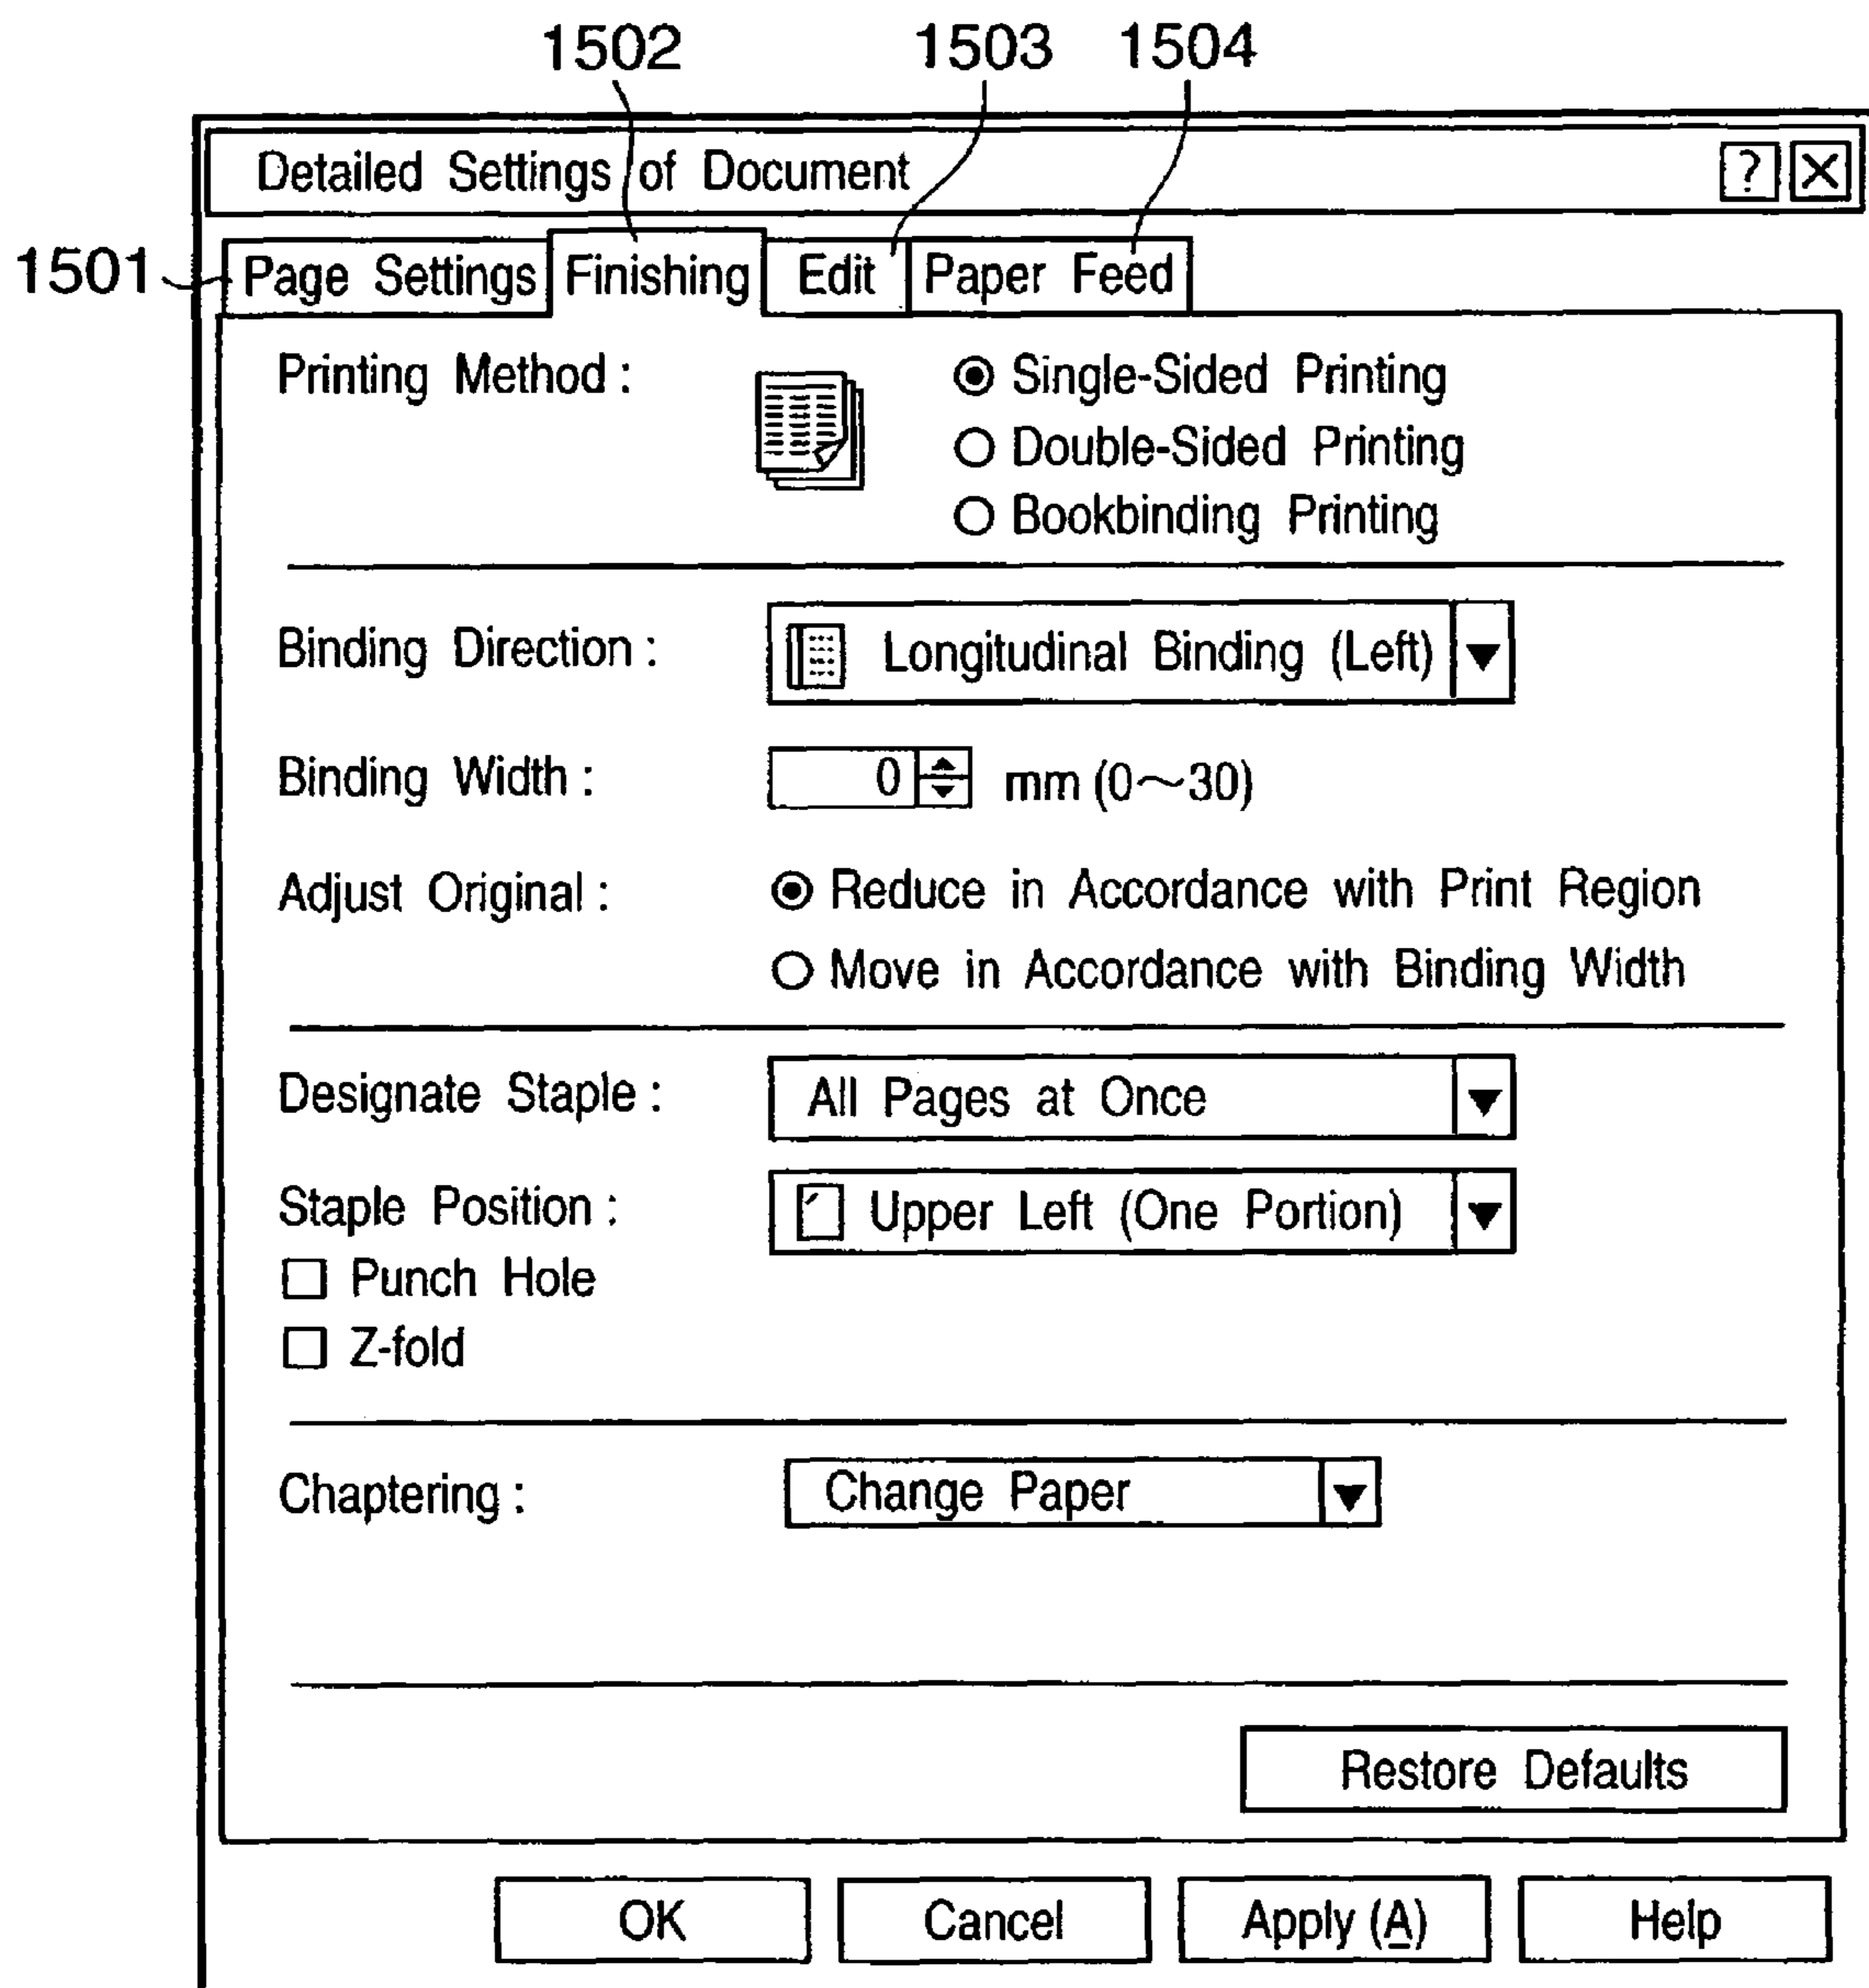 1502 1503 1504
Detailed Settings of Document ? X
1501
Page Settings Finishing Edit Paper Feed
Printing Method : Single-Sided Printing
Double-Sided Printing
Bookbinding Printing
Binding Direction : Longitudinal Binding (Left)
Binding Width : 0 mm (0~30)
Adjust Original : Reduce in Accordance with Print Region
Move in Accordance with Binding Width
Designate Staple : All Pages at Once
Staple Position : Upper Left (One Portion)
Punch Hole
Z-fold
Chaptering : Change Paper
Restore Defaults
OK Cancel Apply (A) Help